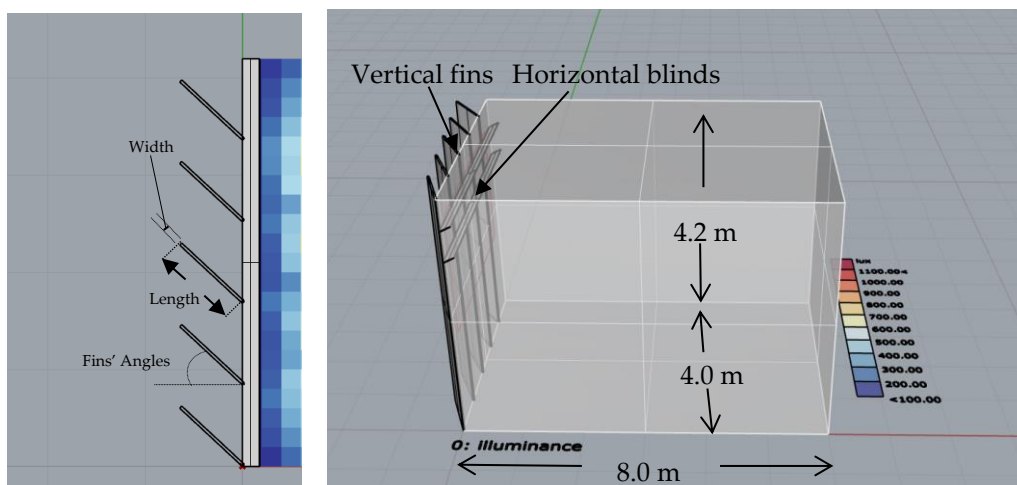 Width
Length
Fins' Angles
Vertical fins
Horizontal blinds
4.2 m
4.0 m
8.0 m
0: Illuminance
lux
1100.00<
1000.00
900.00
800.00
700.00
600.00
500.00
400.00
300.00
200.00
<100.00